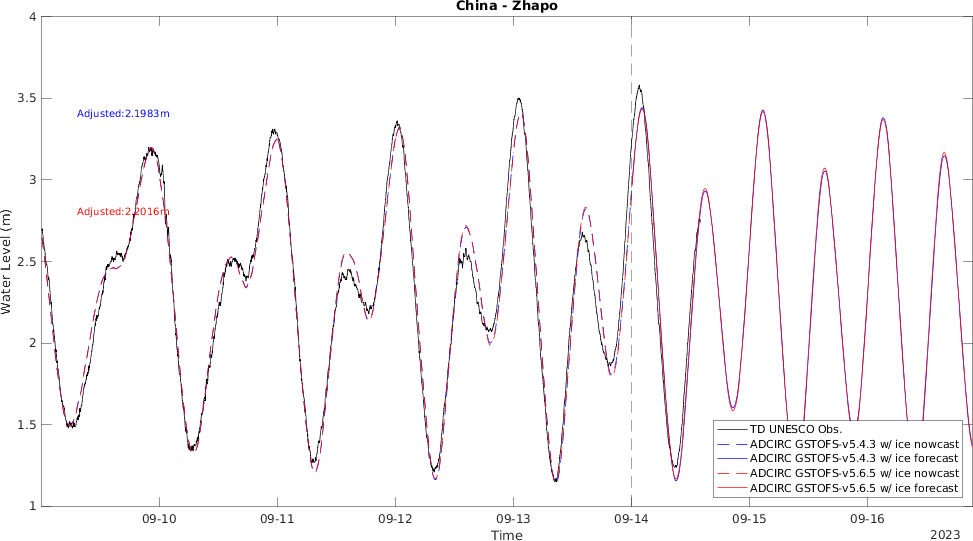 China - Zhapo
4
3.5
3
2.5
2
1.5
1
Water Level (m)
Adjusted:2.1983m
Adjusted:2.2016m
TD UNESCO Obs.
ADCIRC GSTOFS-v5.4.3 w/ ice nowcast
ADCIRC GSTOFS-v5.4.3 w/ ice forecast
ADCIRC GSTOFS-v5.6.5 w/ ice nowcast
ADCIRC GSTOFS-v5.6.5 w/ ice forecast
09-10 09-11 09-12 09-13 09-14 09-15 09-16
Time
2023